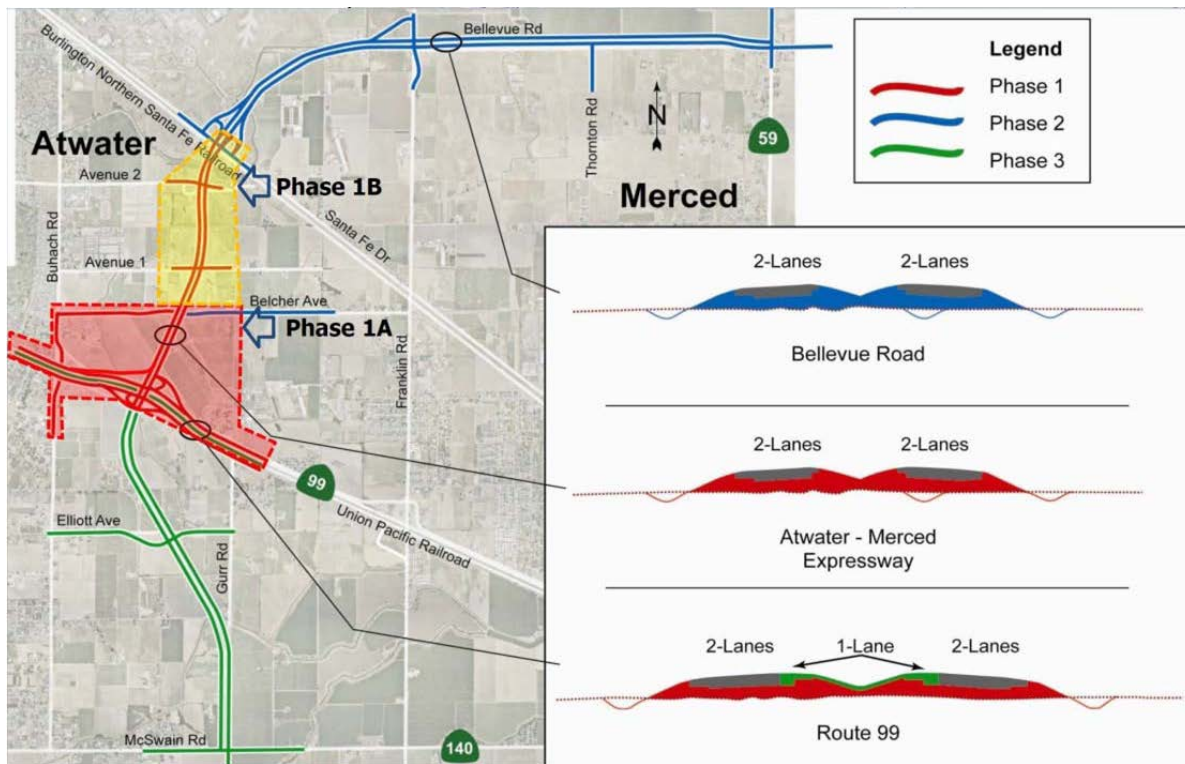 Bellevue Rd
Burlington Northern Santa Fe Railroad
Atwater
Avenue 2
Phase 1B
Thornton Rd
N
59
Merced
Santa Fe Dr
Buhach Rd
Avenue 1
Belcher Ave
Phase 1A
Franklin Rd
99
Union Pacific Railroad
Elliott Ave
Gurr Rd
McSwain Rd
140
Legend
Phase 1
Phase 2
Phase 3
2-Lanes 2-Lanes
Bellevue Road
2-Lanes 2-Lanes
Atwater - Merced
Expressway
2-Lanes 1-Lane 2-Lanes
Route 99